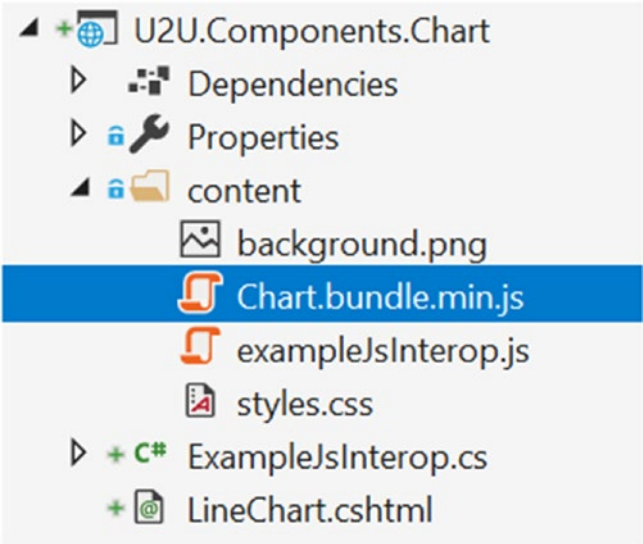 U2U.Components.Chart
Dependencies
Properties
content
background.png
Chart.bundle.min.js
exampleJsInterop.js
styles.css
C# ExampleJsInterop.cs
LineChart.cshtml